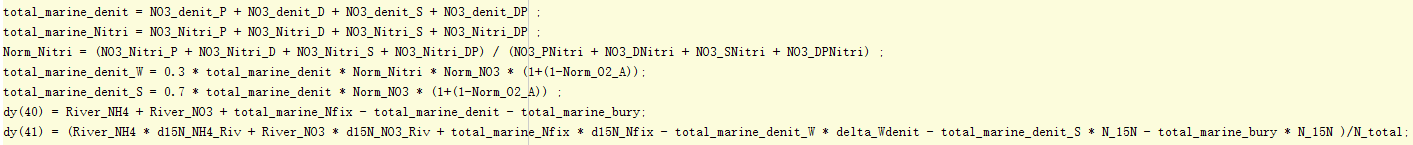 total_marine_denit = NO3_denit_P + NO3_denit_D + NO3_denit_S + NO3_denit_DP ;
total_marine_Nitri = NO3_Nitri_P + NO3_Nitri_D + NO3_Nitri_S + NO3_Nitri_DP ;
Norm_Nitri = (NO3_Nitri_P + NO3_Nitri_D + NO3_Nitri_S + NO3_Nitri_DP) / (NO3_PNitri + NO3_DNitri + NO3_SNitri + NO3_DPNitri) ;
total_marine_denit_W = 0.3 * total_marine_denit * Norm_Nitri * Norm_NO3 * (1+(1-Norm_O2_A));
total_marine_denit_S = 0.7 * total_marine_denit * Norm_NO3 * (1+(1-Norm_O2_A)) ;
dy(40) = River_NH4 + River_NO3 + total_marine_Nfix - total_marine_denit - total_marine_bury;
dy(41) = (River_NH4 * d15N_NH4_Riv + River_NO3 * d15N_NO3_Riv + total_marine_Nfix * d15N_Nfix - total_marine_denit_W * delta_Wdenit - total_marine_denit_S * N_15N - total_marine_bury * N_15N )/N_total;